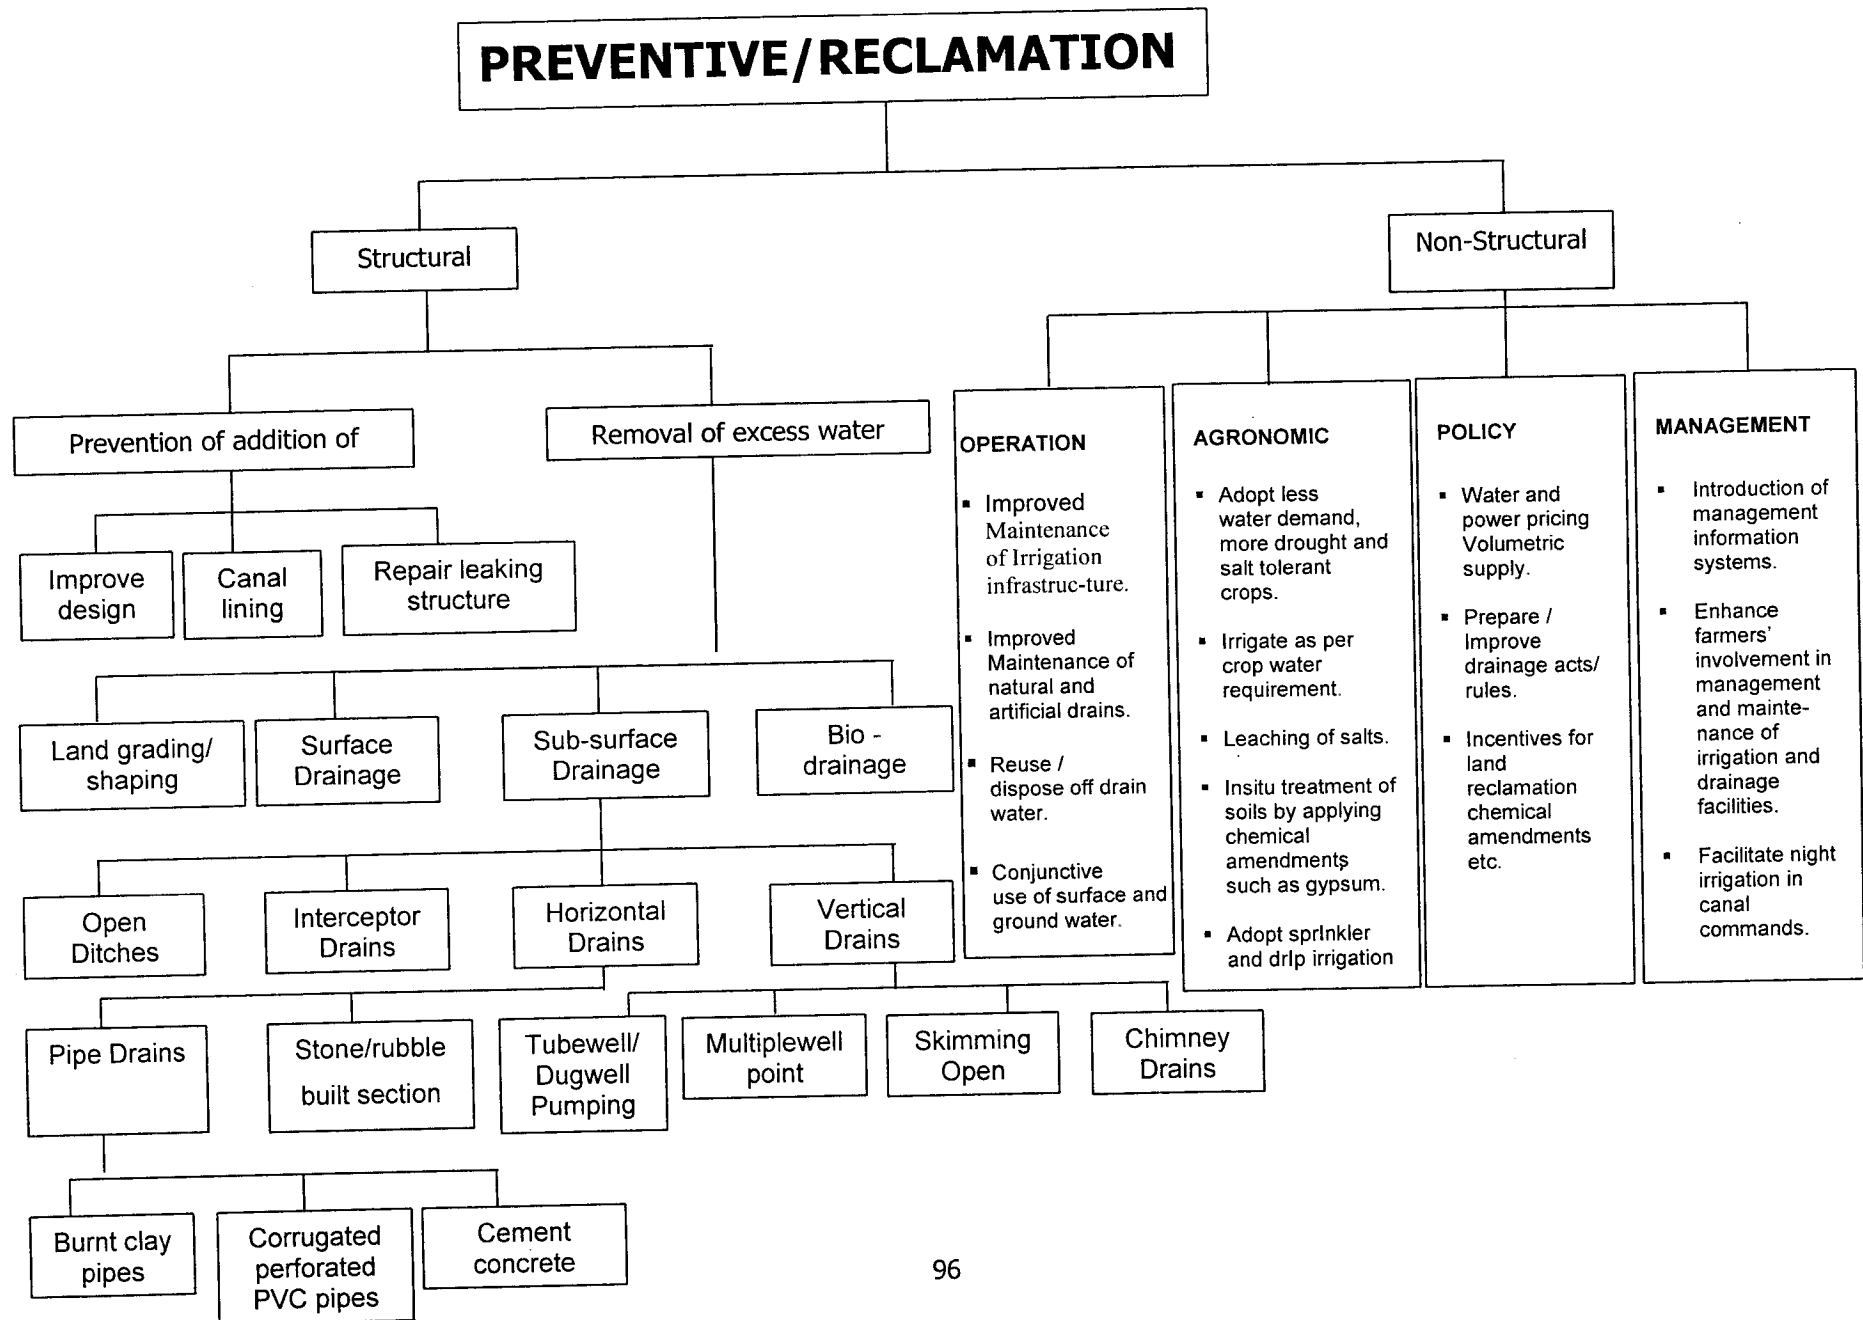 PREVENTIVE/RECLAMATION
Structural
Non-Structural
Prevention of addition of
Removal of excess water
Improve
design
Canal
lining
Repair leaking
structure
Land grading/
shaping
Surface
Drainage
Sub-surface
Drainage
Bio -
drainage
Open
Ditches
Interceptor
Drains
Horizontal
Drains
Vertical
Drains
Pipe Drains
Stone/rubble
built section
Tubewell/
Dugwell
Pumping
Multiplewell
point
Skimming
Open
Chimney
Drains
Burnt clay
pipes
Corrugated
perforated
PVC pipes
Cement
concrete
OPERATION
▪ Improved
Maintenance
of Irrigation
infrastruc-ture.
▪ Improved
Maintenance of
natural and
artificial drains.
▪ Reuse /
dispose off drain
water.
▪ Conjunctive
use of surface and
ground water.
AGRONOMIC
▪ Adopt less
water demand,
more drought and
salt tolerant
crops.
▪ Irrigate as per
crop water
requirement.
▪ Leaching of salts.
▪ Insitu treatment of
soils by applying
chemical
amendments
such as gypsum.
▪ Adopt sprInkler
and drIp irrigation
POLICY
▪ Water and
power pricing
Volumetric
supply.
▪ Prepare /
Improve
drainage acts/
rules.
▪ Incentives for
land
reclamation
chemical
amendments
etc.
MANAGEMENT
▪ Introduction of
management
information
systems.
▪ Enhance
farmers'
involvement in
management
and mainte-
nance of
irrigation and
drainage
facilities.
▪ Facilitate night
irrigation in
canal
commands.
96